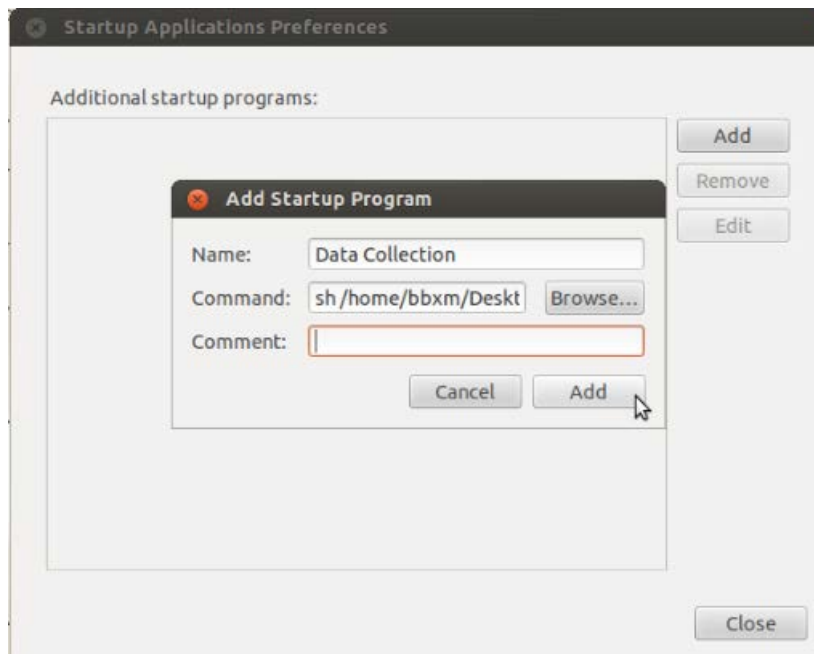 Startup Applications Preferences
Additional startup programs:
Add
Remove
Edit
Add Startup Program
Name: Data Collection
Command: sh /home/bbxm/Deskt Browse...
Comment:
Cancel Add
Close